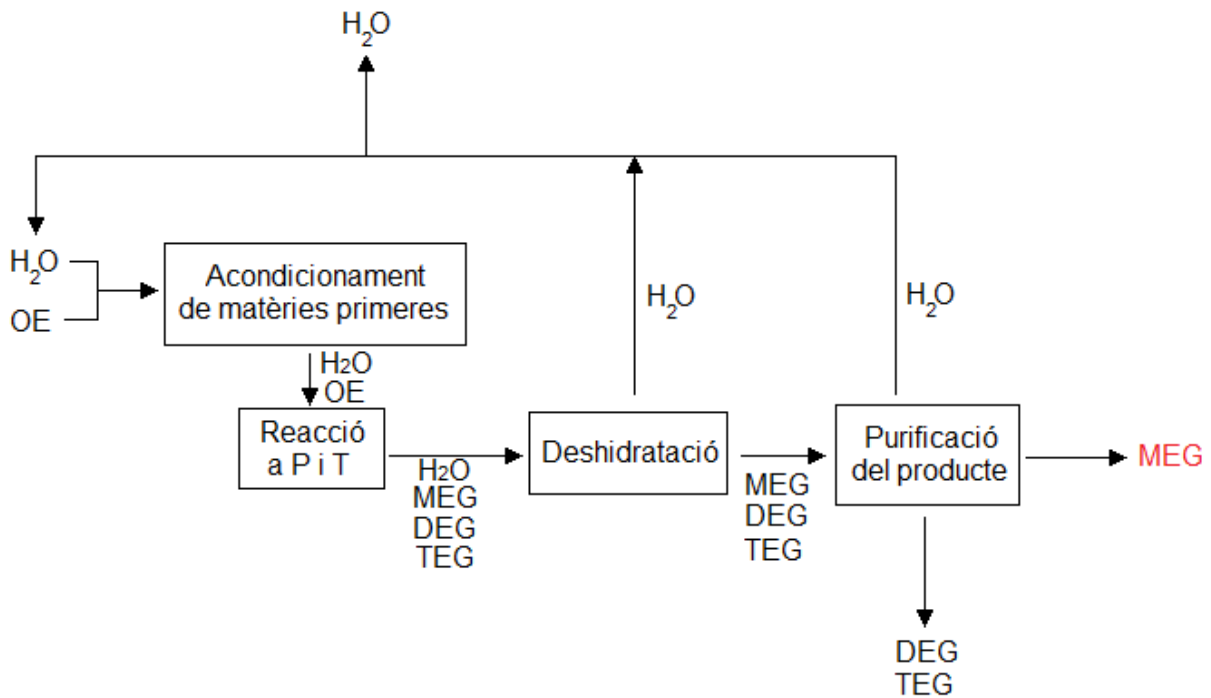 H₂O
H₂O
OE
Acondicionament
de matèries primeres
H₂O
H₂O
H2O
OE
Reacció
a P i T
Deshidratació
Purificació
del producte
MEG
H2O
MEG
DEG
TEG
MEG
DEG
TEG
DEG
TEG